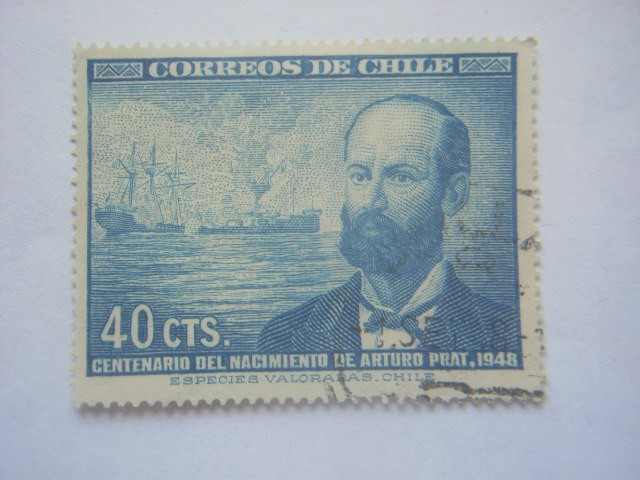 CORREOS DE CHILE
40 CTS.
CENTENARIO DEL NACIMIENTO DE ARTURO PRAT, 1948
ESPECIES VALORADAS. CHILE